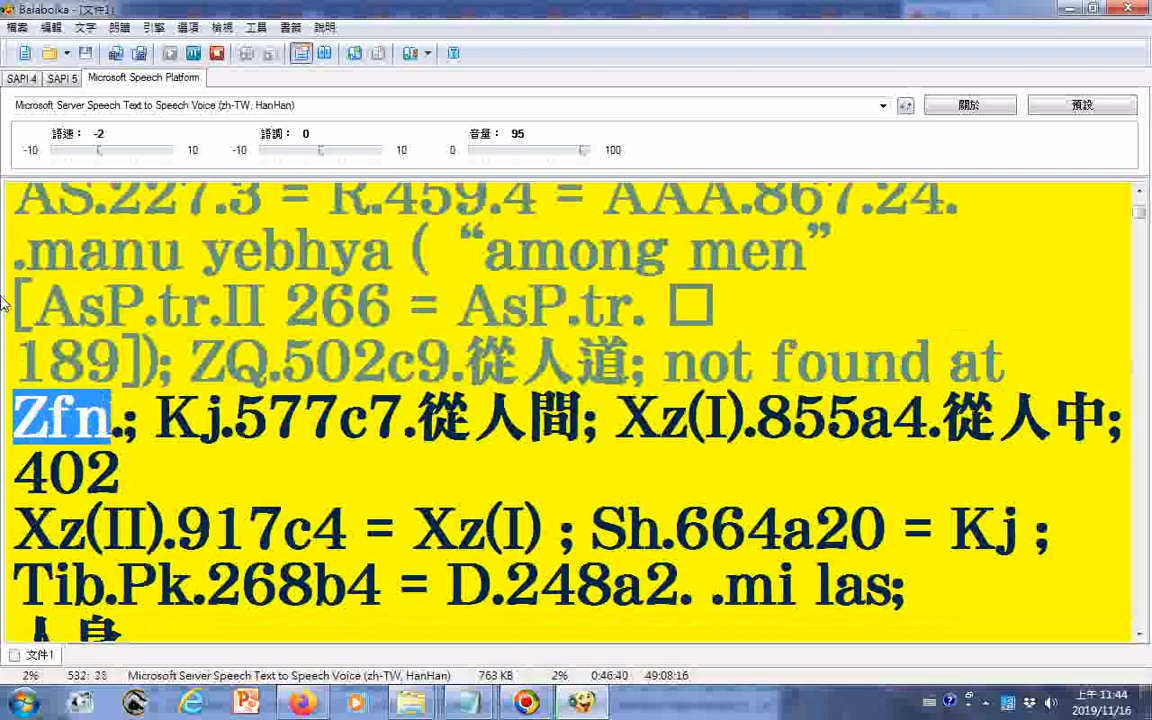 Balabolka - [文件1]
檔案 編輯 文字 朗讀 引擎 選項 檢視 工具 書籤 說明
SAPI 4 SAPI 5 Microsoft Speech Platform
Microsoft Server Speech Text to Speech Voice (zh-TW, HanHan) 關於 預設
語速： -2 語調： 0 音量： 95
-10 10 -10 10 0 100
AS.227.3 = R.459.4 = AAA.867.24.
.manu yebhya ( “among men”
[AsP.tr.II 266 = AsP.tr. □
189]); ZQ.502c9.從人道; not found at
Zfn.; Kj.577c7.從人間; Xz(I).855a4.從人中;
402
Xz(II).917c4 = Xz(I) ; Sh.664a20 = Kj ;
Tib.Pk.268b4 = D.248a2. .mi las;
人身
文件1
2% 532: 33 Microsoft Server Speech Text to Speech Voice (zh-TW, HanHan) 763 KB 2% 0:46:40 49:08:16
上午 11:44
2019/11/16